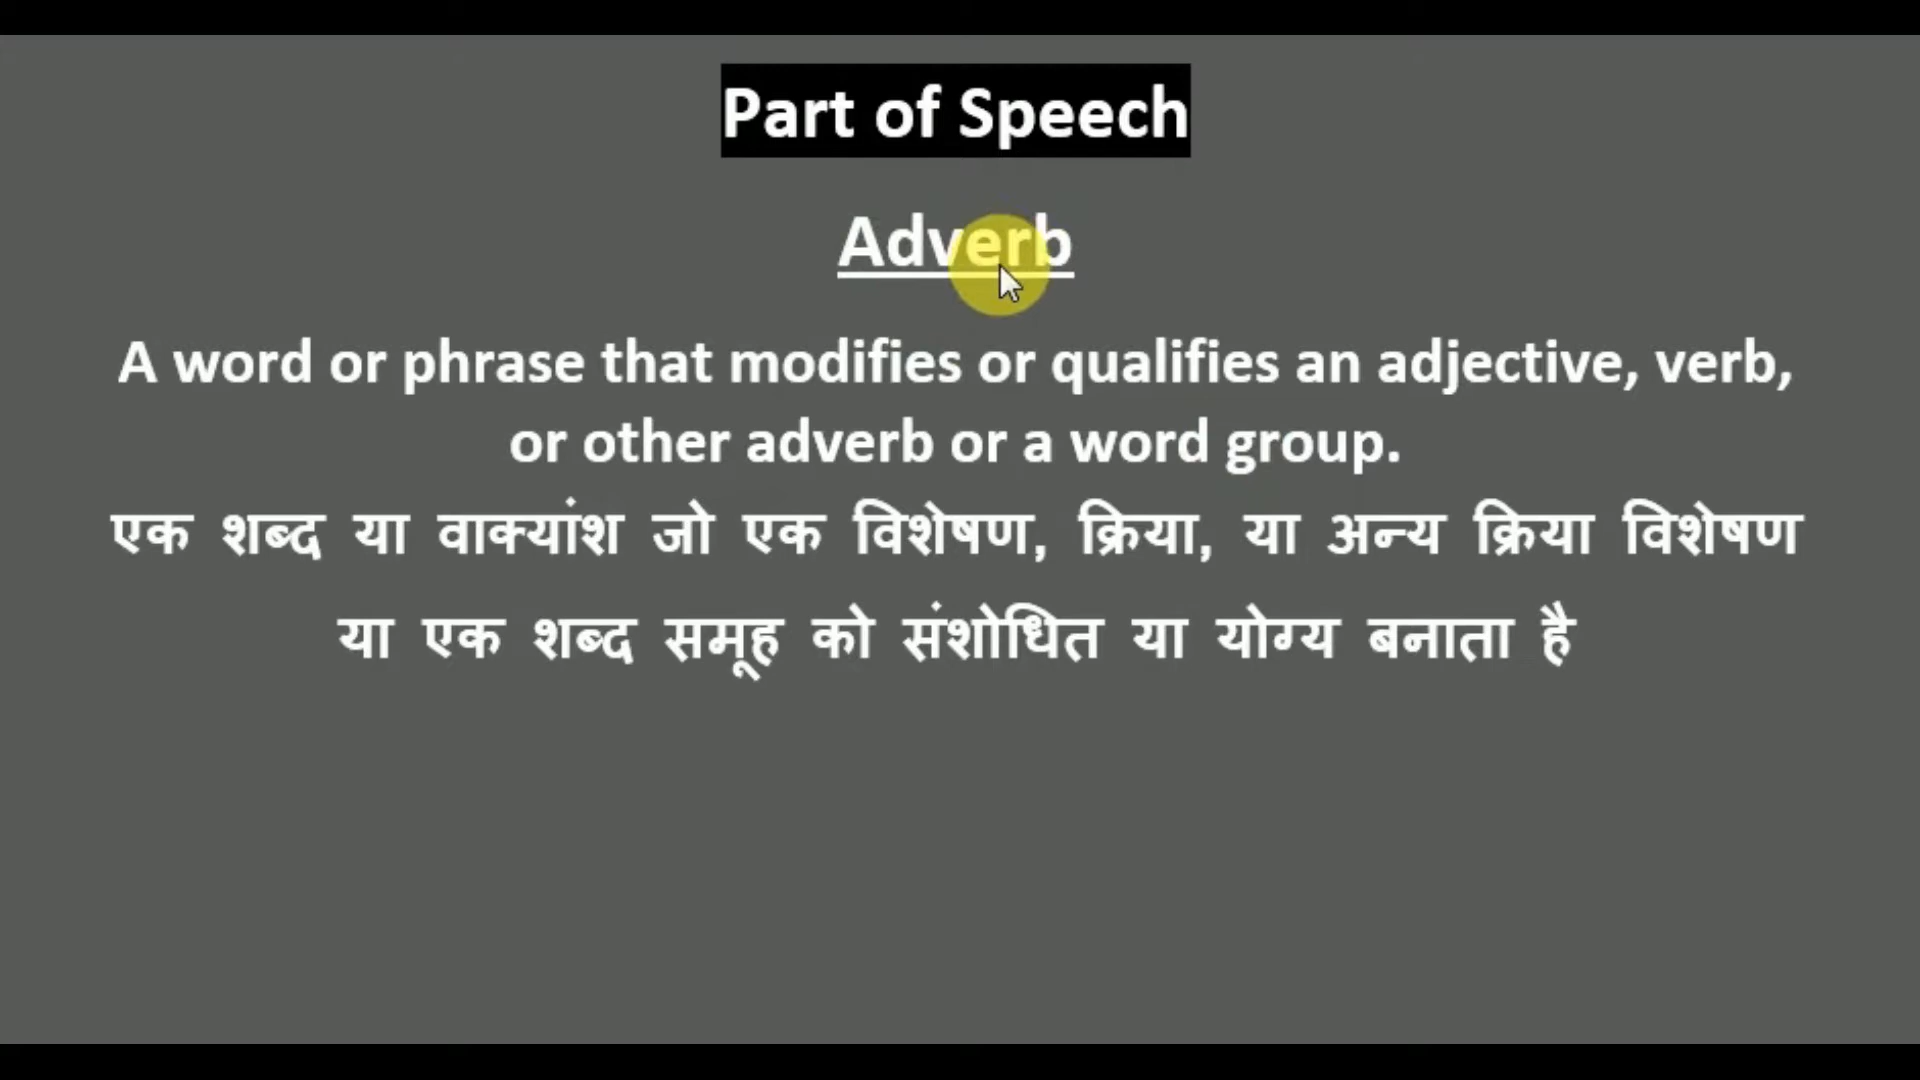 Part of Speech
Adverb
A word or phrase that modifies or qualifies an adjective, verb,
or other adverb or a word group.
एक शब्द या वाक्यांश जो एक विशेषण, क्रिया, या अन्य क्रिया विशेषण
या एक शब्द समूह को संशोधित या योग्य बनाता है